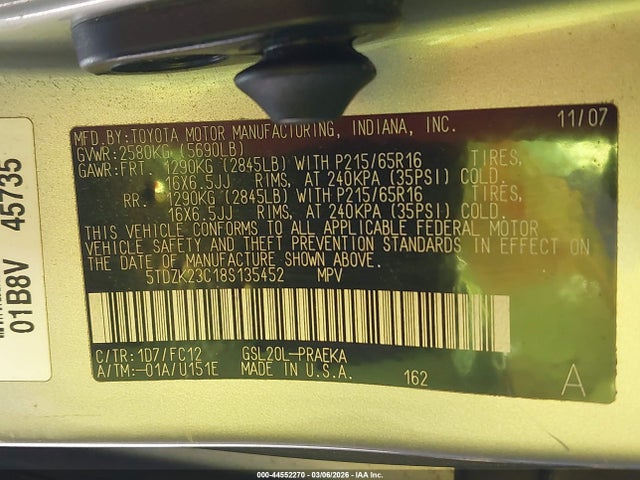 MFD.BY:TOYOTA MOTOR MANUFACTURING, INDIANA, INC. 11/07
GVWR:2580KG (5690LB)
GAWR:FRT. 1290KG (2845LB) WITH P215/65R16 TIRES,
16X6.5JJ RIMS, AT 240KPA (35PSI) COLD.
RR. 1290KG (2845LB) WITH P215/65R16 TIRES,
16X6.5JJ RIMS, AT 240KPA (35PSI) COLD.
THIS VEHICLE CONFORMS TO ALL APPLICABLE FEDERAL MOTOR
VEHICLE SAFETY AND THEFT PREVENTION STANDARDS IN EFFECT ON
THE DATE OF MANUFACTURE SHOWN ABOVE.
5TDZK23C18S135452 MPV
C/TR:1D7/FC12 GSL20L-PRAEKA
A/TM:-01A/U151E MADE IN U.S.A. 162
A
01B8V 45735
000-44552270 - 03/06/2026 - IAA Inc.